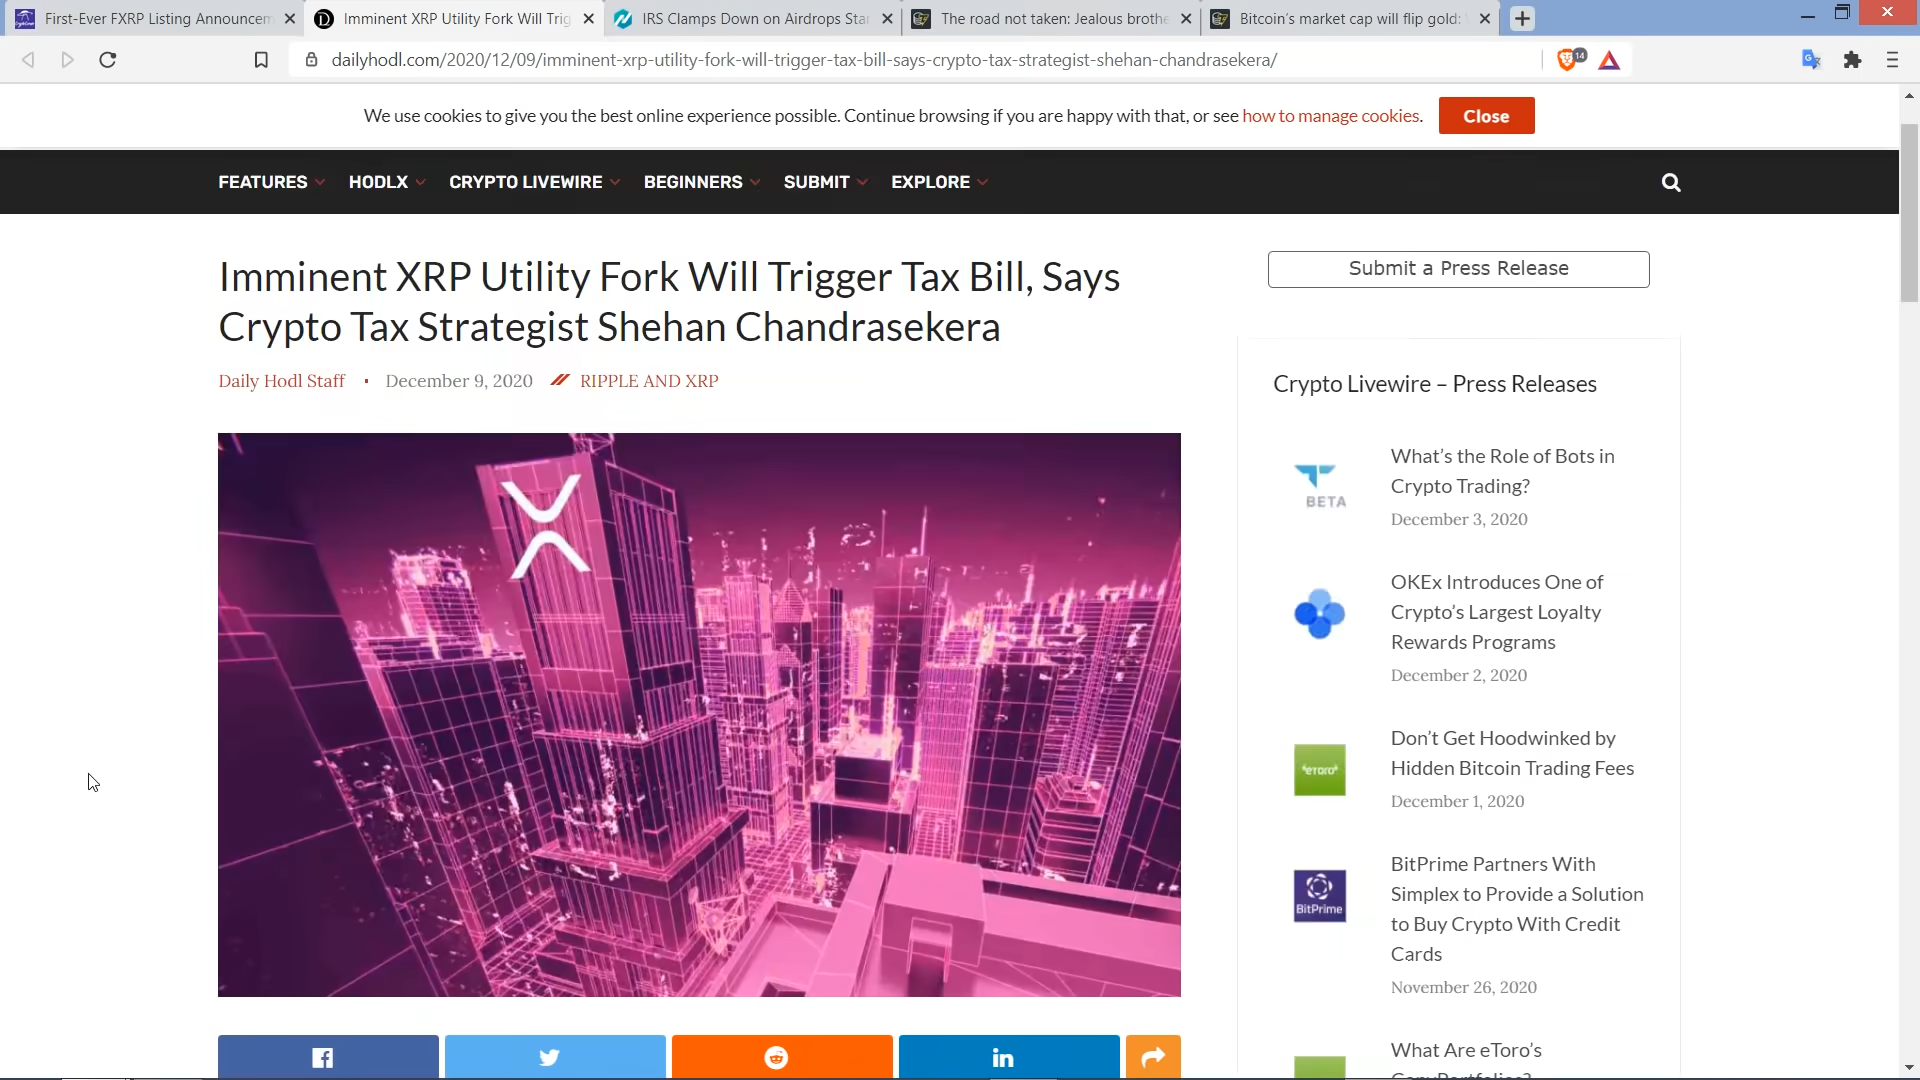 First-Ever FXRP Listing Announcem
Imminent XRP Utility Fork Will Trig
IRS Clamps Down on Airdrops Sta
The road not taken: Jealous brothe
Bitcoin's market cap will flip gold:
dailyhodl.com/2020/12/09/imminent-xrp-utility-fork-will-trigger-tax-bill-says-crypto-tax-strategist-shehan-chandrasekera/
14
We use cookies to give you the best online experience possible. Continue browsing if you are happy with that, or see how to manage cookies.
Close
FEATURES
HODLX
CRYPTO LIVEWIRE
BEGINNERS
SUBMIT
EXPLORE
Imminent XRP Utility Fork Will Trigger Tax Bill, Says
Crypto Tax Strategist Shehan Chandrasekera
Daily Hodl Staff
December 9, 2020
RIPPLE AND XRP
Submit a Press Release
Crypto Livewire – Press Releases
BETA
What's the Role of Bots in
Crypto Trading?
December 3, 2020
OKEx Introduces One of
Crypto's Largest Loyalty
Rewards Programs
December 2, 2020
eToro
Don't Get Hoodwinked by
Hidden Bitcoin Trading Fees
December 1, 2020
BitPrime
BitPrime Partners With
Simplex to Provide a Solution
to Buy Crypto With Credit
Cards
November 26, 2020
What Are eToro's
CopyPortfolios?